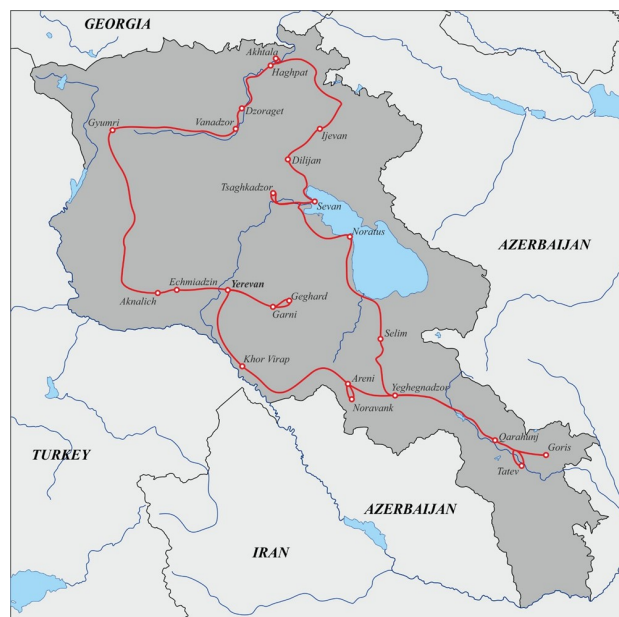 GEORGIA
Akhtala
Haghpat
Dzoraget
Gyumri
Vanadzor
Ijevan
Dilijan
Tsaghkadzor
Sevan
Noratus
AZERBAIJAN
Echmiadzin
Yerevan
Aknalich
Geghard
Garni
Selim
Khor Virap
Areni
Yeghegnadzor
Noravank
Qarahunj
Goris
TURKEY
Tatev
AZERBAIJAN
IRAN